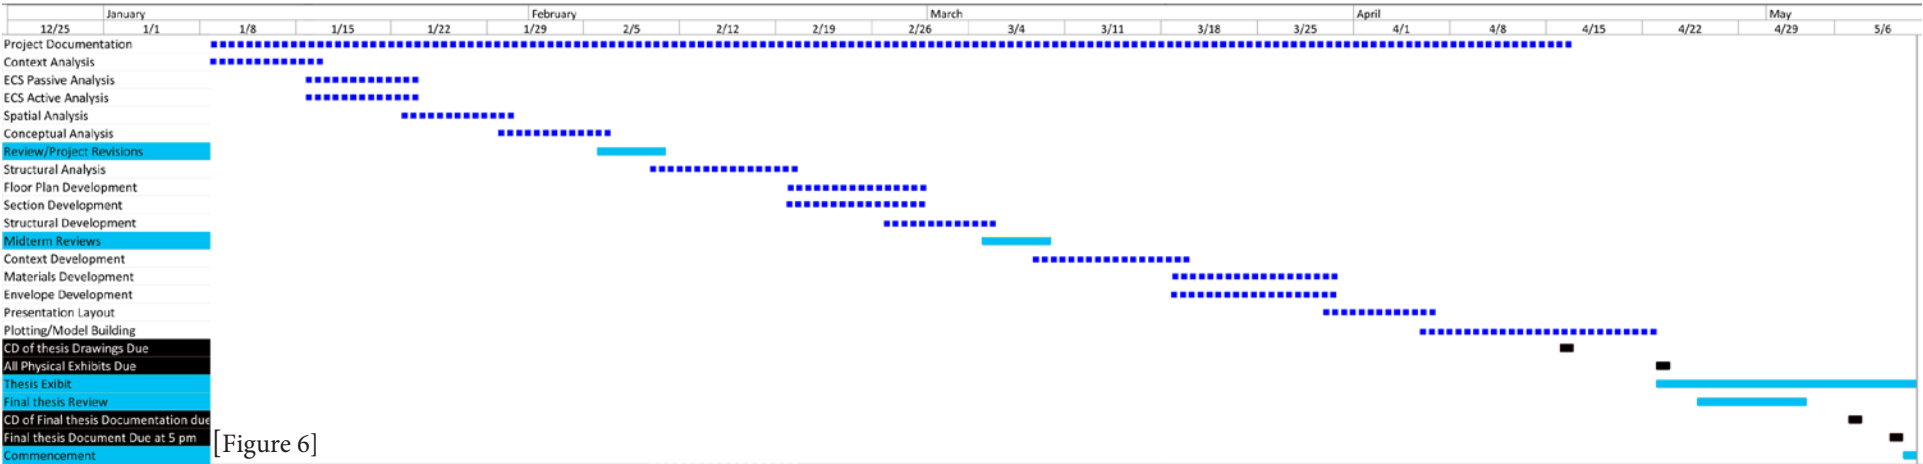 January February March April May
12/25 1/1 1/8 1/15 1/22 1/29 2/5 2/12 2/19 2/26 3/4 3/11 3/18 3/25 4/1 4/8 4/15 4/22 4/29 5/6
Project Documentation
Context Analysis
ECS Passive Analysis
ECS Active Analysis
Spatial Analysis
Conceptual Analysis
Review/Project Revisions
Structural Analysis
Floor Plan Development
Section Development
Structural Development
Midterm Reviews
Context Development
Materials Development
Envelope Development
Presentation Layout
Plotting/Model Building
CD of thesis Drawings Due
All Physical Exhibits Due
Thesis Exibit
Final thesis Review
CD of Final thesis Documentation due
Final thesis Document Due at 5 pm
[Figure 6]
Commencement